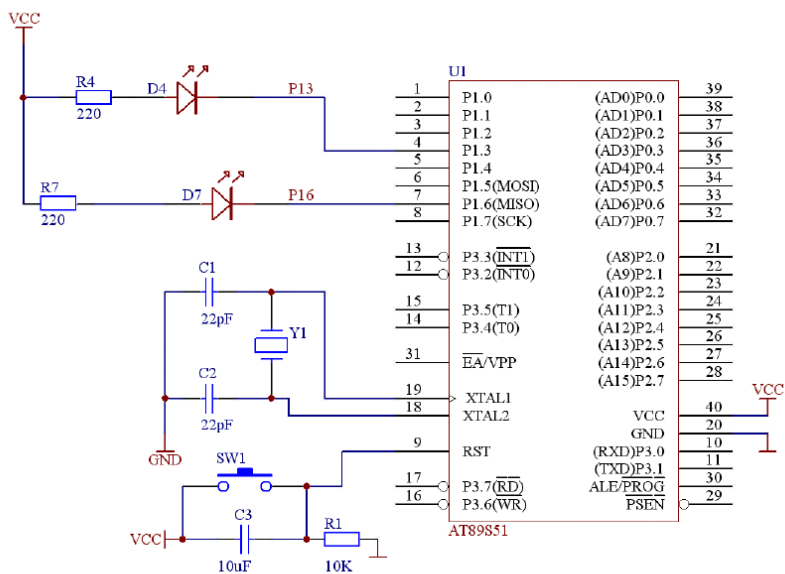 VCC
U1
R4
D4
P13
220
R7
D7
P16
220
1 P1.0 (AD0)P0.0 39
2 P1.1 (AD1)P0.1 38
3 P1.2 (AD2)P0.2 37
4 P1.3 (AD3)P0.3 36
5 P1.4 (AD4)P0.4 35
6 P1.5(MOSI) (AD5)P0.5 34
7 P1.6(MISO) (AD6)P0.6 33
8 P1.7(SCK) (AD7)P0.7 32
13 P3.3(INT1) (A8)P2.0 21
12 P3.2(INT0) (A9)P2.1 22
(A10)P2.2 23
15 P3.5(T1) (A11)P2.3 24
14 P3.4(T0) (A12)P2.4 25
(A13)P2.5 26
31 EA/VPP (A14)P2.6 27
(A15)P2.7 28
19 XTAL1
18 XTAL2 VCC 40
GND 20
9 RST (RXD)P3.0 10
(TXD)P3.1 11
17 P3.7(RD) ALE/PROG 30
16 P3.6(WR) PSEN 29
AT89S51
VCC
C1
22pF
Y1
C2
22pF
GND
SW1
VCC
C3
10uF
R1
10K